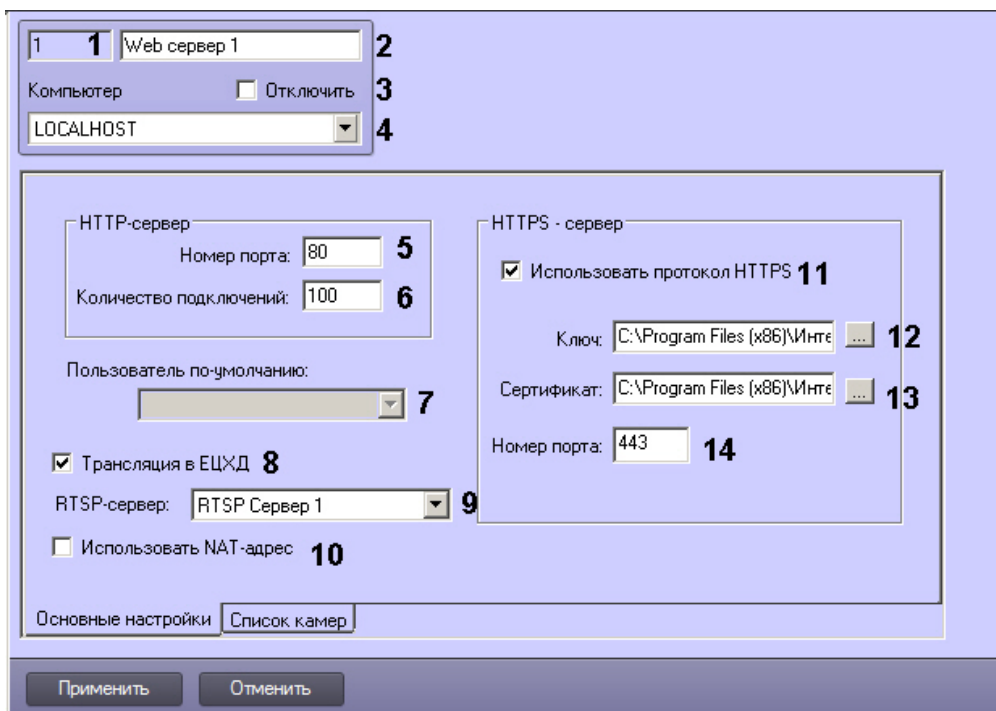 1 1 Web сервер 1 2
Компьютер Отключить 3
LOCALHOST 4
HTTP-сервер
Номер порта: 80 5
Количество подключений: 100 6
Пользователь по-умолчанию:
7
Трансляция в ЕЦХД 8
RTSP-сервер: RTSP Сервер 1 9
Использовать NAT-адрес 10
HTTPS - сервер
Использовать протокол HTTPS 11
Ключ: C:\Program Files (x86)\Инте ... 12
Сертификат: C:\Program Files (x86)\Инте ... 13
Номер порта: 443 14
Основные настройки Список камер
Применить Отменить